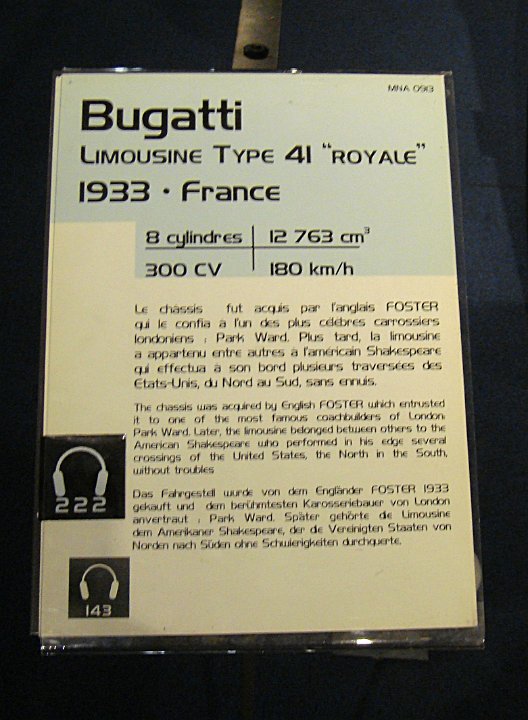 MNA 0913
Bugatti
LIMOUSINE TYPE 41 "ROYALE"
1933 • France
8 cylindres 12 763 cm³
300 CV 180 km/h
Le châssis fut acquis par l'anglais FOSTER
qui le confia à l'un des plus célèbres carrossiers
londoniens : Park Ward. Plus tard, la limousine
a appartenu entre autres à l'américain Shakespeare
qui effectua à son bord plusieurs traversées des
Etats-Unis, du Nord au Sud, sans ennuis.
The chassis was acquired by English FOSTER which entrusted
it to one of the most famous coachbuilders of London:
Park Ward. Later, the limousine belonged between others to the
American Shakespeare who performed in his edge several
crossings of the United States, the North in the South,
without troubles
Das Fahrgestell wurde von dem Engländer FOSTER 1933
gekauft und dem berühmtesten Karosseriebauer von London
anvertraut : Park Ward. Später gehörte die Limousine
dem Amerikaner Shakespeare, der die Vereinigten Staaten von
Norden nach Süden ohne Schwierigkeiten durchquerte.
222
143